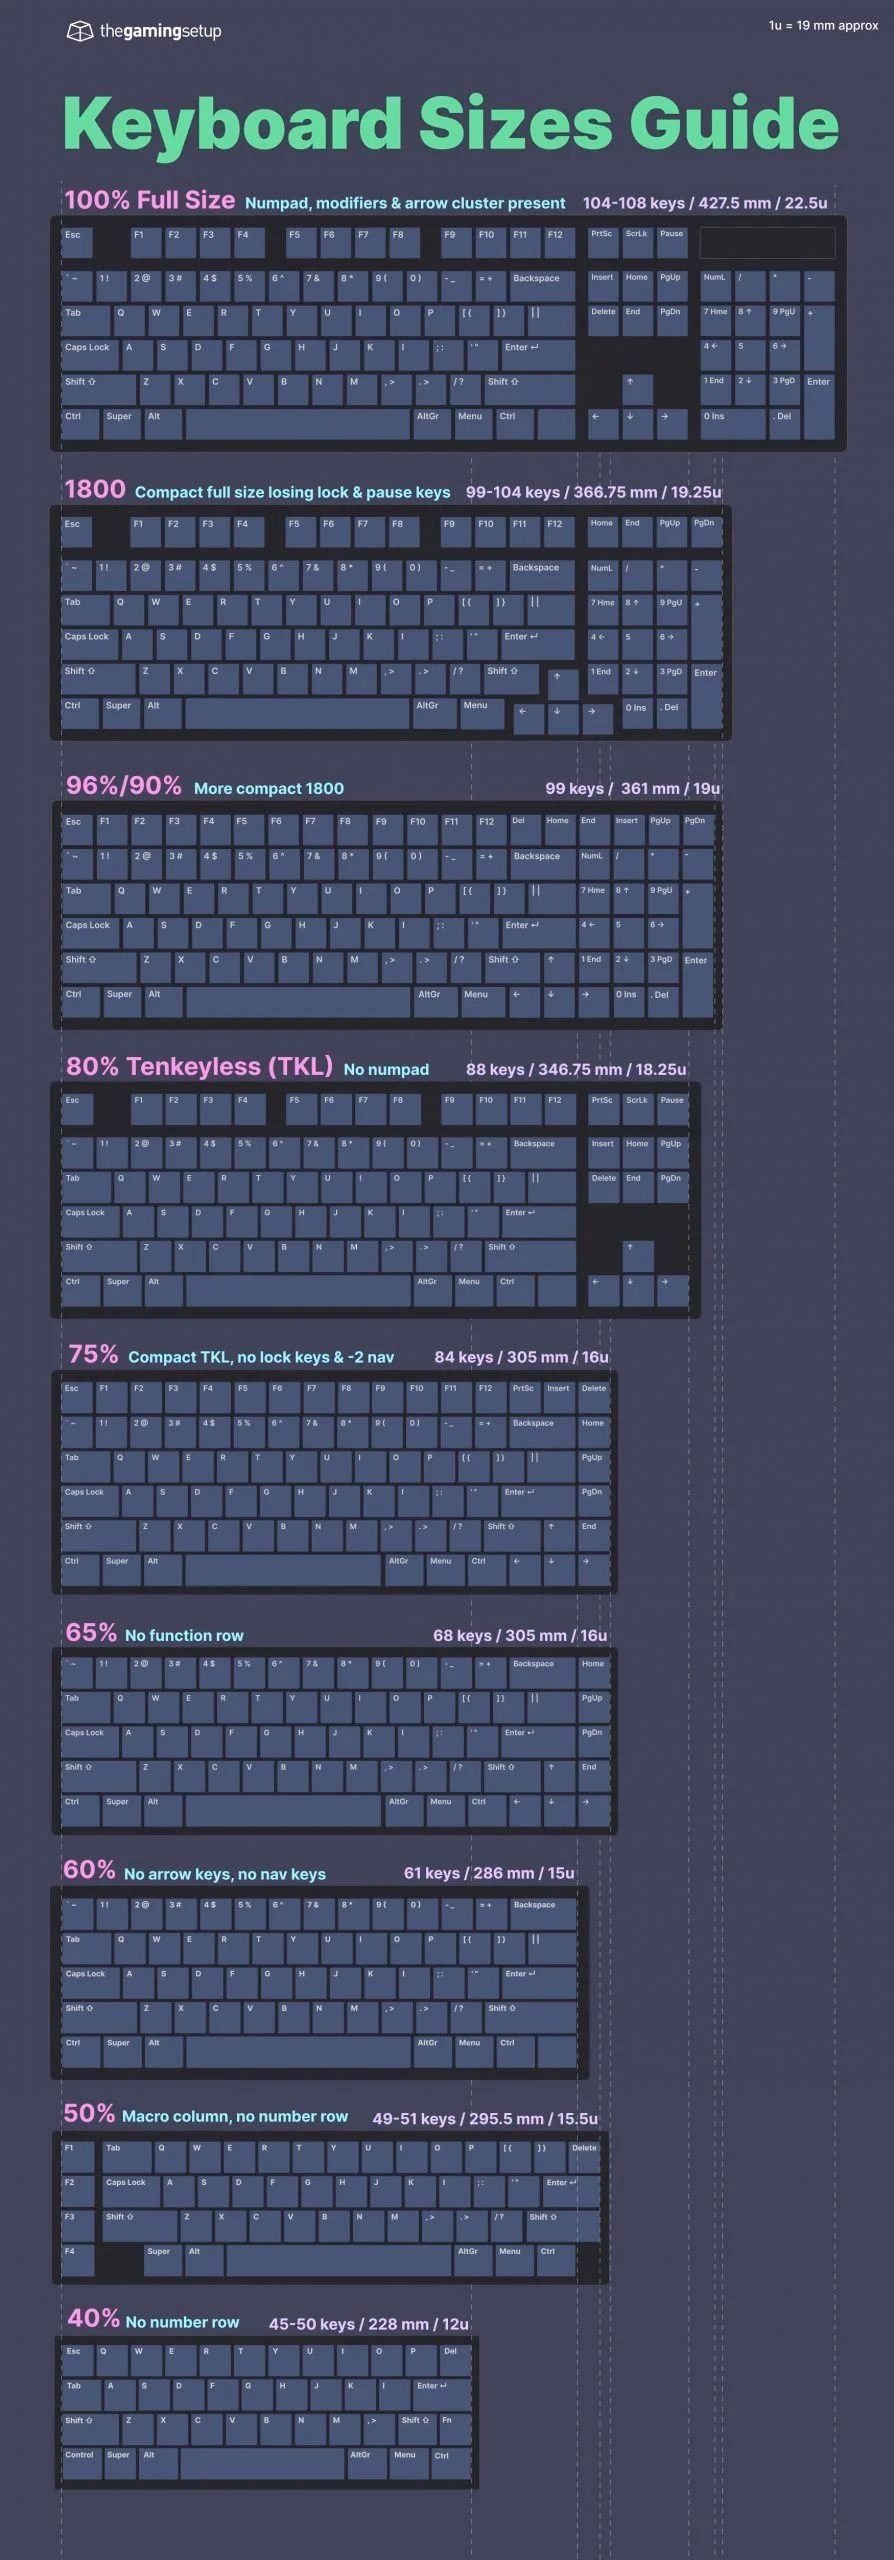 thegamingsetup
1u = 19 mm approx
Keyboard Sizes Guide
100% Full Size Numpad, modifiers & arrow cluster present 104-108 keys / 427.5 mm / 22.5u
Esc F1 F2 F3 F4 F5 F6 F7 F8 F9 F10 F11 F12 PrtSc ScrLk Pause
` ~ 1 ! 2 @ 3 # 4 $ 5 % 6 ^ 7 & 8 * 9 ( 0 ) - _ = + Backspace Insert Home PgUp NumL / * -
Tab Q W E R T Y U I O P [ { ] } || Delete End PgDn 7 Hme 8 ↑ 9 PgU +
Caps Lock A S D F G H J K l ; : ' " Enter ↵ 4 ← 5 6 →
Shift ⇧ Z X C V B N M , > . > / ? Shift ⇧ ↑ 1 End 2 ↓ 3 PgD Enter
Ctrl Super Alt AltGr Menu Ctrl ← ↓ → 0 Ins . Del
1800 Compact full size losing lock & pause keys 99-104 keys / 366.75 mm / 19.25u
Esc F1 F2 F3 F4 F5 F6 F7 F8 F9 F10 F11 F12 Home End PgUp PgDn
` ~ 1 ! 2 @ 3 # 4 $ 5 % 6 ^ 7 & 8 * 9 ( 0 ) - _ = + Backspace NumL / * -
Tab Q W E R T Y U I O P [ { ] } || 7 Hme 8 ↑ 9 PgU +
Caps Lock A S D F G H J K l ; : ' " Enter ↵ 4 ← 5 6 →
Shift ⇧ Z X C V B N M , > . > / ? Shift ⇧ ↑ 1 End 2 ↓ 3 PgD Enter
Ctrl Super Alt AltGr Menu ← ↓ → 0 Ins . Del
96%/90% More compact 1800 99 keys / 361 mm / 19u
Esc F1 F2 F3 F4 F5 F6 F7 F8 F9 F10 F11 F12 Del Home End Insert PgUp PgDn
` ~ 1 ! 2 @ 3 # 4 $ 5 % 6 ^ 7 & 8 * 9 ( 0 ) - _ = + Backspace NumL / * -
Tab Q W E R T Y U I O P [ { ] } || 7 Hme 8 ↑ 9 PgU +
Caps Lock A S D F G H J K l ; : ' " Enter ↵ 4 ← 5 6 →
Shift ⇧ Z X C V B N M , > . > / ? Shift ⇧ ↑ 1 End 2 ↓ 3 PgD Enter
Ctrl Super Alt AltGr Menu ← ↓ → 0 Ins . Del
80% Tenkeyless (TKL) No numpad 88 keys / 346.75 mm / 18.25u
Esc F1 F2 F3 F4 F5 F6 F7 F8 F9 F10 F11 F12 PrtSc ScrLk Pause
` ~ 1 ! 2 @ 3 # 4 $ 5 % 6 ^ 7 & 8 * 9 ( 0 ) - _ = + Backspace Insert Home PgUp
Tab Q W E R T Y U I O P [ { ] } || Delete End PgDn
Caps Lock A S D F G H J K l ; : ' " Enter ↵
Shift ⇧ Z X C V B N M , > . > / ? Shift ⇧ ↑
Ctrl Super Alt AltGr Menu Ctrl ← ↓ →
75% Compact TKL, no lock keys & -2 nav 84 keys / 305 mm / 16u
Esc F1 F2 F3 F4 F5 F6 F7 F8 F9 F10 F11 F12 PrtSc Insert Delete
` ~ 1 ! 2 @ 3 # 4 $ 5 % 6 ^ 7 & 8 * 9 ( 0 ) - _ = + Backspace Home
Tab Q W E R T Y U I O P [ { ] } || PgUp
Caps Lock A S D F G H J K l ; : ' " Enter ↵ PgDn
Shift ⇧ Z X C V B N M , > . > / ? Shift ⇧ ↑ End
Ctrl Super Alt AltGr Menu Ctrl ← ↓ →
65% No function row 68 keys / 305 mm / 16u
` ~ 1 ! 2 @ 3 # 4 $ 5 % 6 ^ 7 & 8 * 9 ( 0 ) - _ = + Backspace Home
Tab Q W E R T Y U I O P [ { ] } || PgUp
Caps Lock A S D F G H J K l ; : ' " Enter ↵ PgDn
Shift ⇧ Z X C V B N M , > . > / ? Shift ⇧ ↑ End
Ctrl Super Alt AltGr Menu Ctrl ← ↓ →
60% No arrow keys, no nav keys 61 keys / 286 mm / 15u
` ~ 1 ! 2 @ 3 # 4 $ 5 % 6 ^ 7 & 8 * 9 ( 0 ) - _ = + Backspace
Tab Q W E R T Y U I O P [ { ] } ||
Caps Lock A S D F G H J K l ; : ' " Enter ↵
Shift ⇧ Z X C V B N M , > . > / ? Shift ⇧
Ctrl Super Alt AltGr Menu Ctrl
50% Macro column, no number row 49-51 keys / 295.5 mm / 15.5u
F1 Tab Q W E R T Y U I O P [ { ] } Delete
F2 Caps Lock A S D F G H J K l ; : ' " Enter ↵
F3 Shift ⇧ Z X C V B N M , > . > / ? Shift ⇧
F4 Super Alt AltGr Menu Ctrl
40% No number row 45-50 keys / 228 mm / 12u
Esc Q W E R T Y U I O P Del
Tab A S D F G H J K l Enter ↵
Shift ⇧ Z X C V B N M , > Shift ⇧ Fn
Control Super Alt AltGr Menu Ctrl